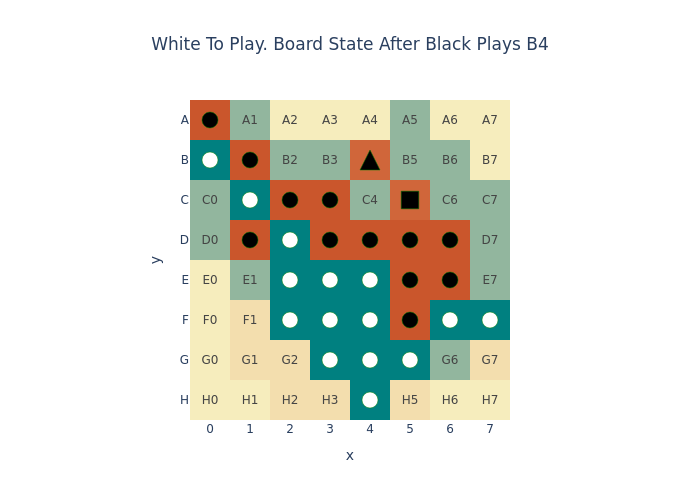 White To Play. Board State After Black Plays B4
A A1 A2 A3 A4 A5 A6 A7
B B2 B3 B5 B6 B7
C C0 C4 C6 C7
D D0 D7
y
E E0 E1 E7
F F0 F1
G G0 G1 G2 G6 G7
H H0 H1 H2 H3 H5 H6 H7
0 1 2 3 4 5 6 7
x